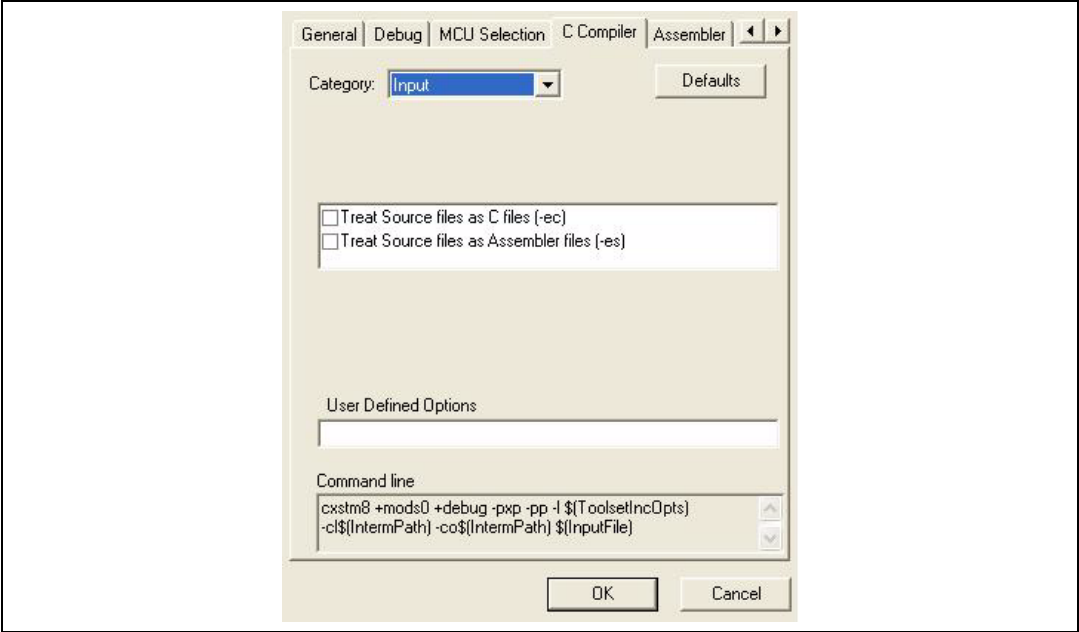 General Debug MCU Selection C Compiler Assembler
Category: Input Defaults
Treat Source files as C files (-ec)
Treat Source files as Assembler files (-es)
User Defined Options
Command line
cxstm8 +mods0 +debug -pxp -pp -l $(ToolsetIncOpts)
-cl$(IntermPath) -co$(IntermPath) $(InputFile)
OK Cancel